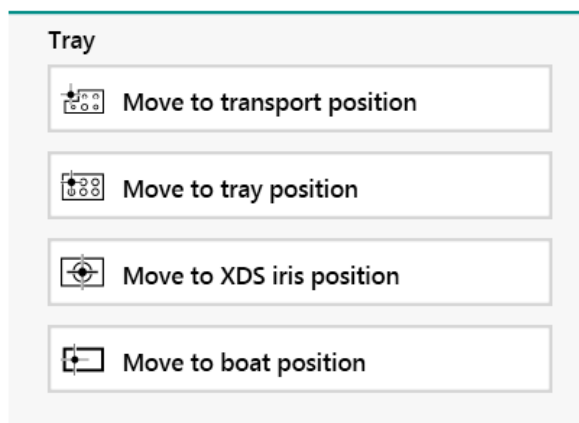 Tray
Move to transport position
Move to tray position
Move to XDS iris position
Move to boat position